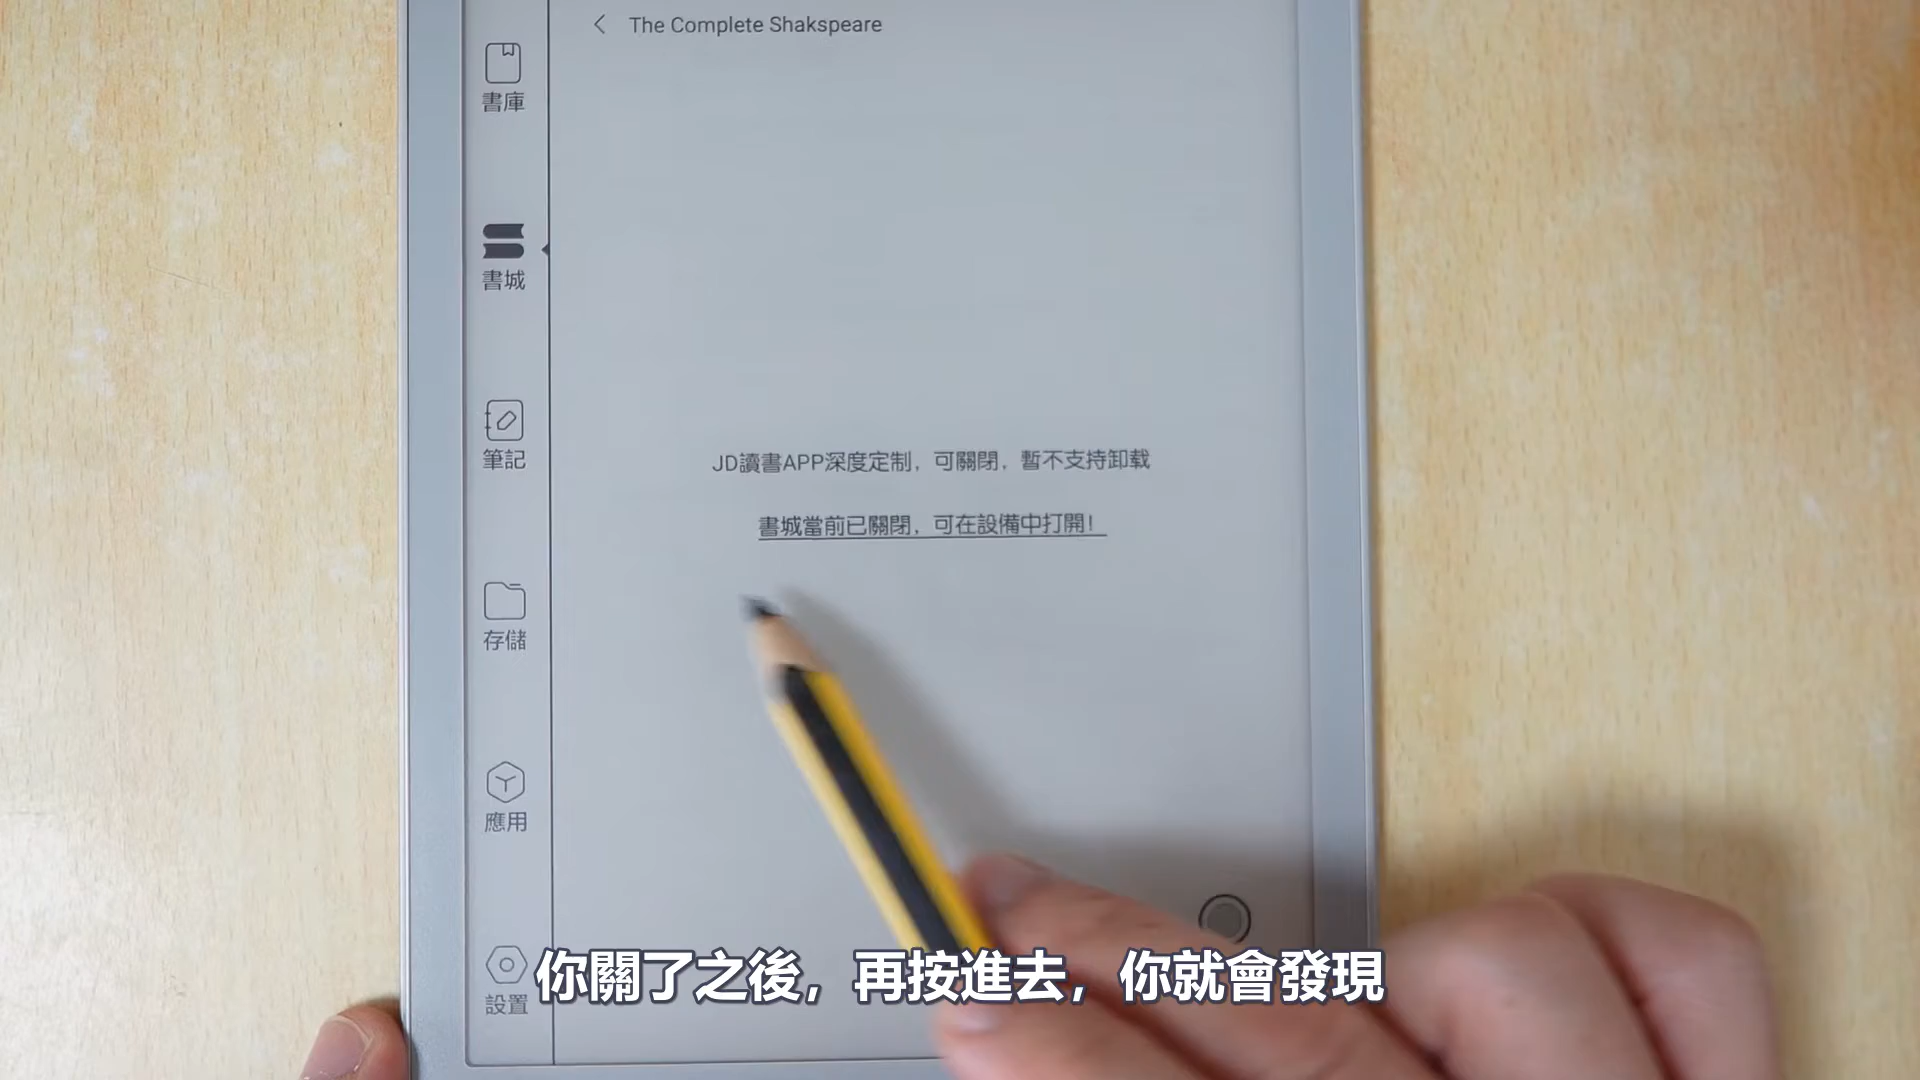 The Complete Shakspeare
書庫
書城
筆記
存儲
應用
設置
JD讀書APP深度定制，可關閉，暫不支持卸载
書城當前已關閉，可在設備中打開！
你關了之後，再按進去，你就會發現